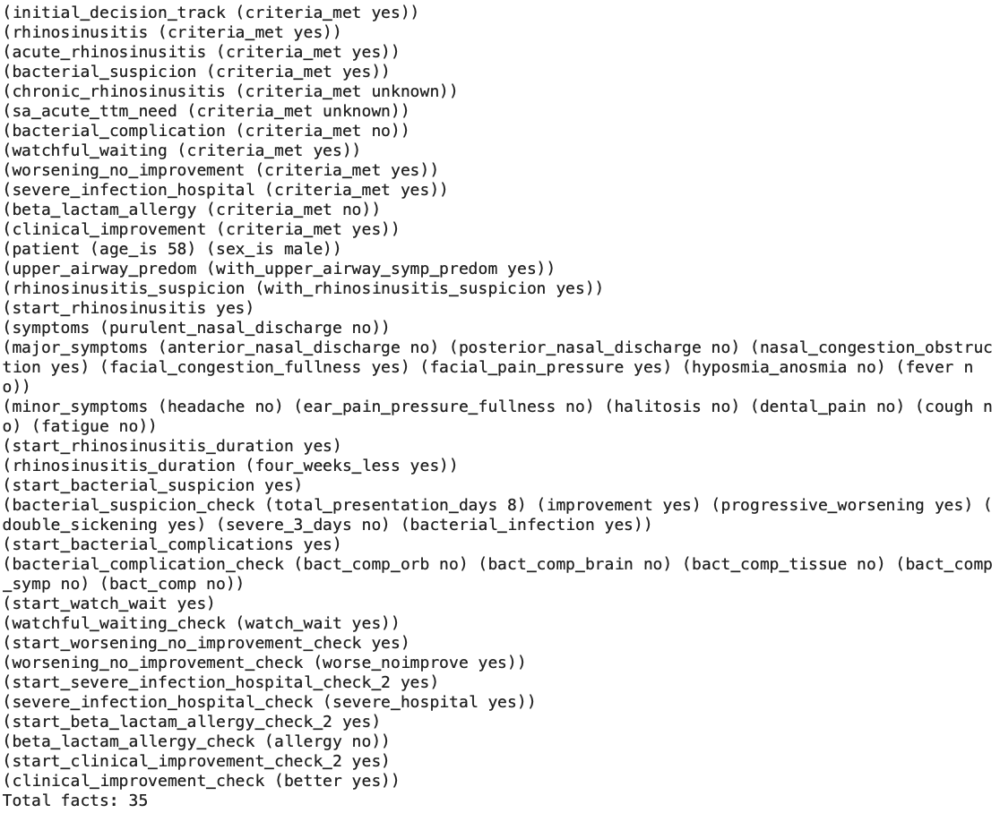 (initial_decision_track (criteria_met yes))
(rhinosinusitis (criteria_met yes))
(acute_rhinosinusitis (criteria_met yes))
(bacterial_suspicion (criteria_met yes))
(chronic_rhinosinusitis (criteria_met unknown))
(sa_acute_ttm_need (criteria_met unknown))
(bacterial_complication (criteria_met no))
(watchful_waiting (criteria_met yes))
(worsening_no_improvement (criteria_met yes))
(severe_infection_hospital (criteria_met yes))
(beta_lactam_allergy (criteria_met no))
(clinical_improvement (criteria_met yes))
(patient (age_is 58) (sex_is male))
(upper_airway_predom (with_upper_airway_symp_predom yes))
(rhinosinusitis_suspicion (with_rhinosinusitis_suspicion yes))
(start_rhinosinusitis yes)
(symptoms (purulent_nasal_discharge no))
(major_symptoms (anterior_nasal_discharge no) (posterior_nasal_discharge no) (nasal_congestion_obstruc
tion yes) (facial_congestion_fullness yes) (facial_pain_pressure yes) (hyposmia_anosmia no) (fever n
o))
(minor_symptoms (headache no) (ear_pain_pressure_fullness no) (halitosis no) (dental_pain no) (cough n
o) (fatigue no))
(start_rhinosinusitis_duration yes)
(rhinosinusitis_duration (four_weeks_less yes))
(start_bacterial_suspicion yes)
(bacterial_suspicion_check (total_presentation_days 8) (improvement yes) (progressive_worsening yes) (
double_sickening yes) (severe_3_days no) (bacterial_infection yes))
(start_bacterial_complications yes)
(bacterial_complication_check (bact_comp_orb no) (bact_comp_brain no) (bact_comp_tissue no) (bact_comp
_symp no) (bact_comp no))
(start_watch_wait yes)
(watchful_waiting_check (watch_wait yes))
(start_worsening_no_improvement_check yes)
(worsening_no_improvement_check (worse_noimprove yes))
(start_severe_infection_hospital_check_2 yes)
(severe_infection_hospital_check (severe_hospital yes))
(start_beta_lactam_allergy_check_2 yes)
(beta_lactam_allergy_check (allergy no))
(start_clinical_improvement_check_2 yes)
(clinical_improvement_check (better yes))
Total facts: 35